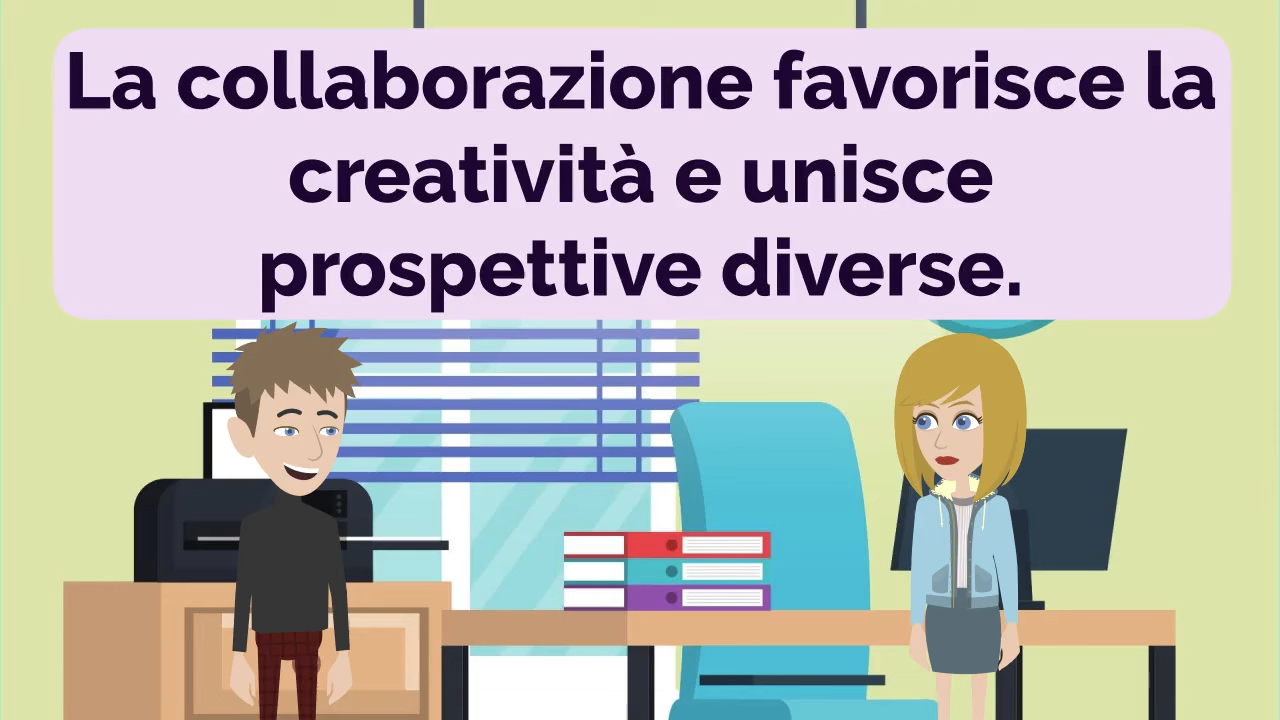 La collaborazione favorisce la
creatività e unisce
prospettive diverse.